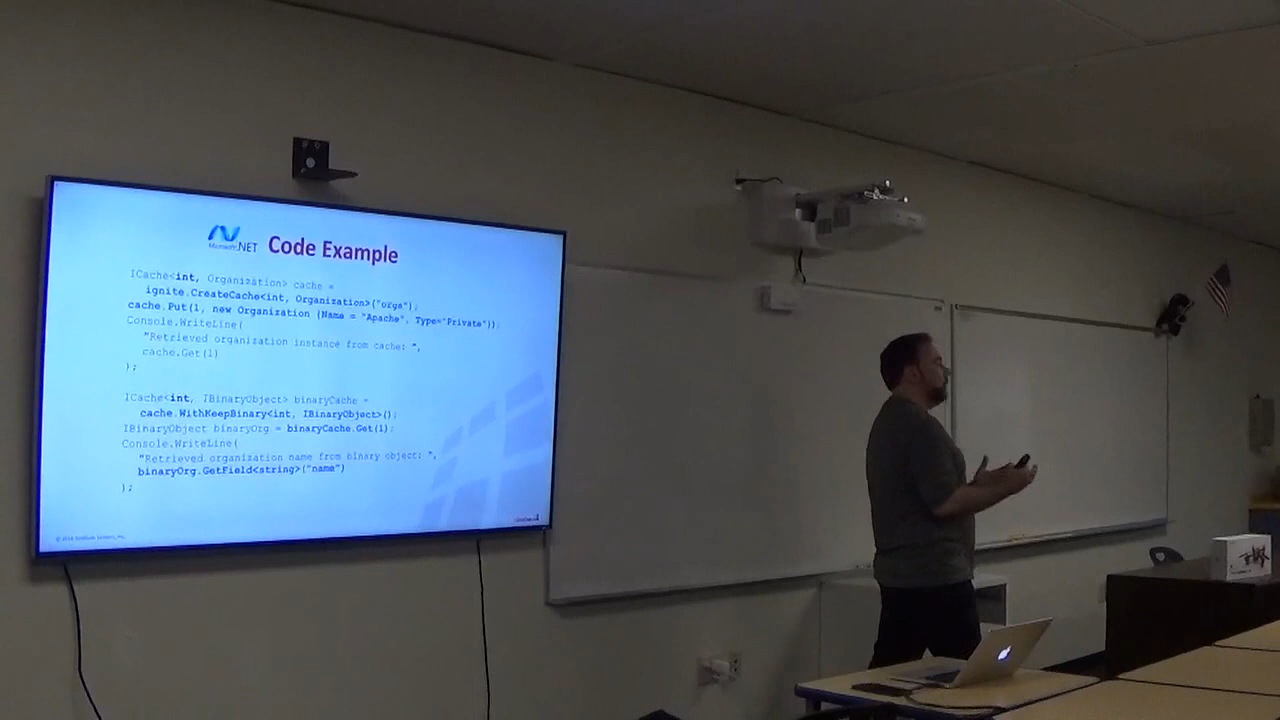 Microsoft .NET
Code Example
ICache<int, Organization> cache =
ignite.CreateCache<int, Organization>("orgs");
cache.Put(1, new Organization {Name = "Apache", Type="Private"});
Console.WriteLine(
"Retrieved organization instance from cache: ",
cache.Get(1)
);
ICache<int, IBinaryObject> binaryCache =
cache.WithKeepBinary<int, IBinaryObject>();
IBinaryObject binaryOrg = binaryCache.Get(1);
Console.WriteLine(
"Retrieved organization name from binary object: ",
binaryOrg.GetField<string>("name")
);